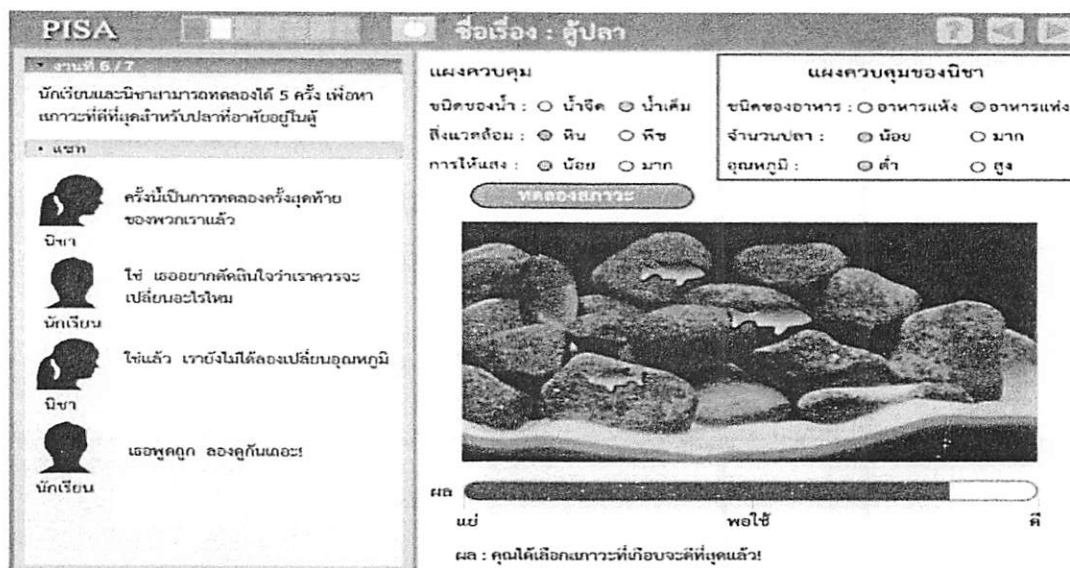 PISA
ชื่อเรื่อง : ตู้ปลา
?
งานที่ 6 / 7
นักเรียนและนิชาสามารถทดลองได้ 5 ครั้ง เพื่อหา
สภาวะที่ดีที่สุดสำหรับปลาที่อาศัยอยู่ในตู้
แชท
ครั้งนี้เป็นการทดลองครั้งสุดท้าย
ของพวกเราแล้ว
นิชา
ใช่ เธออยากตัดสินใจว่าเราควรจะ
เปลี่ยนอะไรไหม
นักเรียน
ใช่แล้ว เรายังไม่ได้ลองเปลี่ยนอุณหภูมิ
นิชา
เธอพูดถูก ลองดูกันเถอะ!
นักเรียน
แผงควบคุม
ชนิดของน้ำ : น้ำจืด น้ำเค็ม
สิ่งแวดล้อม : หิน พืช
การให้แสง : น้อย มาก
แผงควบคุมของนิชา
ชนิดของอาหาร : อาหารแห้ง อาหารแท่ง
จำนวนปลา : น้อย มาก
อุณหภูมิ : ต่ำ สูง
ทดลองสภาวะ
ผล
แย่ พอใช้ ดี
ผล : คุณได้เลือกสภาวะที่เกือบจะดีที่สุดแล้ว!